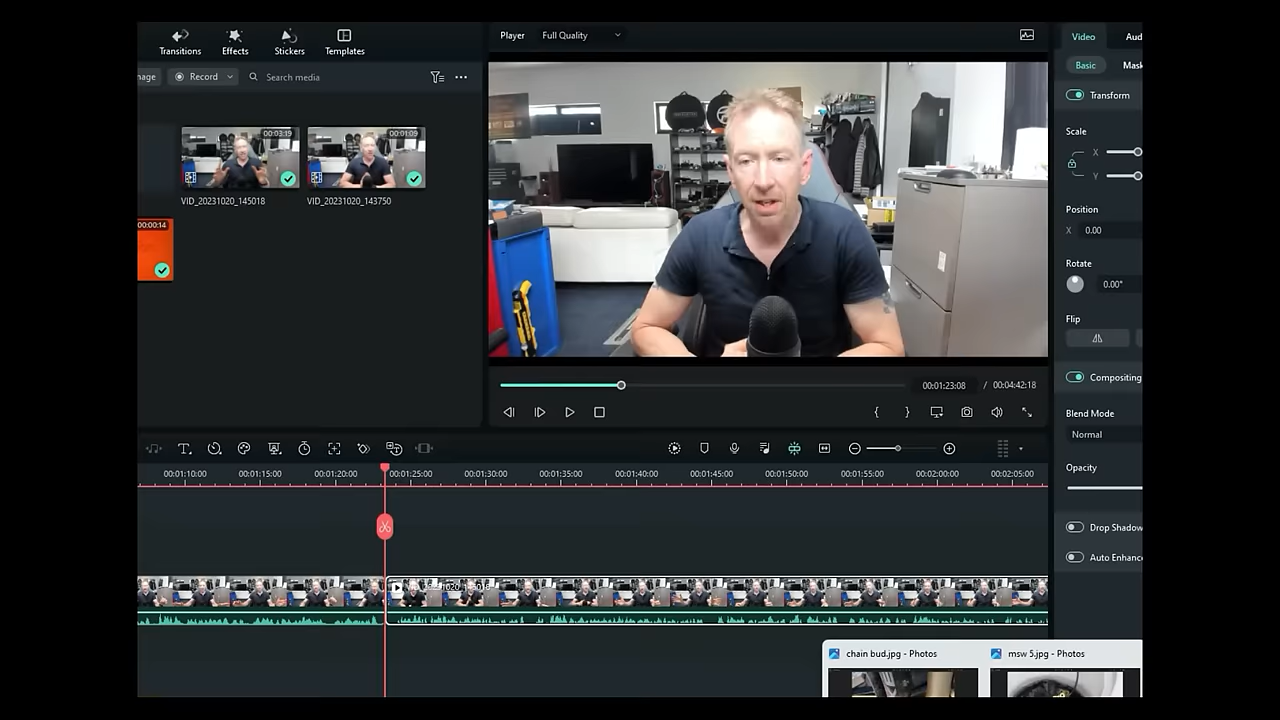 Transitions Effects Stickers Templates
Player Full Quality
Video Aud
nage Record Search media
Basic Mask
Transform
00:03:19 00:01:09
VID_20231020_145018 VID_20231020_143750
00:00:14
Scale
X
Y
Position
X 0.00
Rotate
0.00°
Flip
Compositing
00:01:23:08 / 00:04:42:18
Blend Mode
Normal
Opacity
00:01:10:00 00:01:15:00 00:01:20:00 00:01:25:00 00:01:30:00 00:01:35:00 00:01:40:00 00:01:45:00 00:01:50:00 00:01:55:00 00:02:00:00 00:02:05:00
Drop Shadow
Auto Enhance
chain bud.jpg - Photos msw 5.jpg - Photos